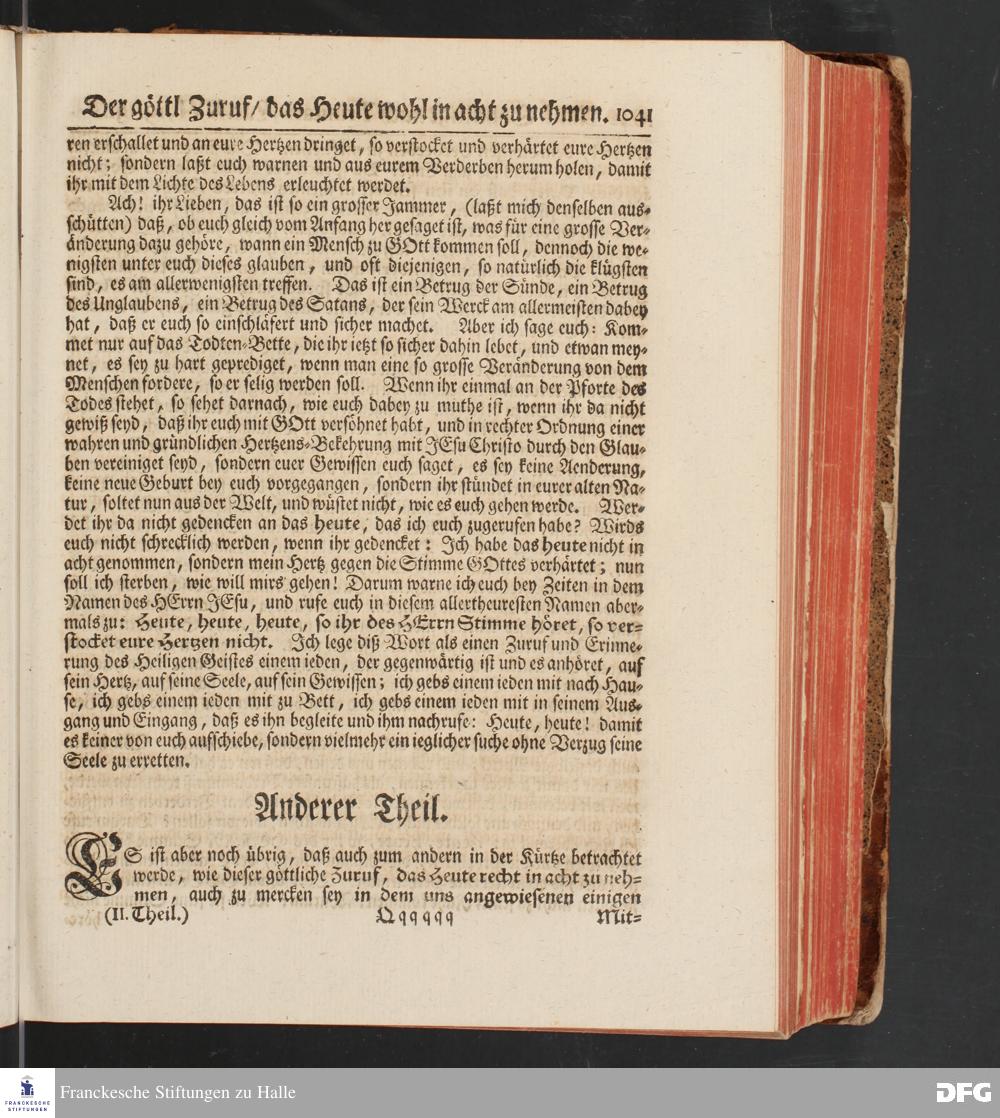 Der göttl Zuruf/ das Heute wohl in acht zu nehmen. 1041
ren erschallet und an eure Hertzen dringet, so verstocket und verhärtet eure Hertzen
nicht; sondern laßt euch warnen und aus eurem Verderben herum holen, damit
ihr mit dem Lichte des Lebens erleuchtet werdet.
Ach! ihr Lieben, das ist so ein grosser Jammer, (laßt mich denselben aus-
schütten) daß, ob euch gleich vom Anfang her gesaget ist, was für eine grosse Ver-
änderung dazu gehöre, wann ein Mensch zu GOtt kommen soll, dennoch die we-
nigsten unter euch dieses glauben, und oft diejenigen, so natürlich die klügsten
sind, es am allerwenigsten treffen. Das ist ein Betrug der Sünde, ein Betrug
des Unglaubens, ein Betrug des Satans, der sein Werck am allermeisten dabey
hat, daß er euch so einschläfert und sicher machet. Aber ich sage euch: Kom-
met nur auf das Todten-Bette, die ihr ietzt so sicher dahin lebet, und etwan mey-
net, es sey zu hart geprediget, wenn man eine so grosse Veränderung von dem
Menschen fordere, so er selig werden soll. Wenn ihr einmal an der Pforte des
Todes stehet, so sehet darnach, wie euch dabey zu muthe ist, wenn ihr da nicht
gewiß seyd, daß ihr euch mit GOtt versöhnet habt, und in rechter Ordnung einer
wahren und gründlichen Hertzens-Bekehrung mit JEsu Christo durch den Glau-
ben vereiniget seyd, sondern euer Gewissen euch saget, es sey keine Aenderung,
keine neue Geburt bey euch vorgegangen, sondern ihr stündet in eurer alten Na-
tur, soltet nun aus der Welt, und wüstet nicht, wie es euch gehen werde. Wer-
det ihr da nicht gedencken an das heute, das ich euch zugerufen habe? Wirds
euch nicht schrecklich werden, wenn ihr gedencket: Ich habe das heute nicht in
acht genommen, sondern mein Hertz gegen die Stimme GOttes verhärtet; nun
soll ich sterben, wie will mirs gehen! Darum warne ich euch bey Zeiten in dem
Namen des HErrn JEsu, und rufe euch in diesem allertheuresten Namen aber-
mals zu: Heute, heute, heute, so ihr des HErrn Stimme höret, so ver-
stocket eure Hertzen nicht. Ich lege diß Wort als einen Zuruf und Erinne-
rung des Heiligen Geistes einem ieden, der gegenwärtig ist und es anhöret, auf
sein Hertz, auf seine Seele, auf sein Gewissen; ich gebs einem ieden mit nach Hau-
se, ich gebs einem ieden mit zu Bett, ich gebs einem ieden mit in seinem Aus-
gang und Eingang, daß es ihn begleite und ihm nachrufe: Heute, heute! damit
es keiner von euch aufschiebe, sondern vielmehr ein ieglicher suche ohne Verzug seine
Seele zu erretten.
Anderer Theil.
ES ist aber noch übrig, daß auch zum andern in der Kürtze betrachtet
werde, wie dieser göttliche Zuruf, das Heute recht in acht zu neh-
men, auch zu mercken sey in dem uns angewiesenen einigen
(II. Theil.) Qqqqqq Mit-
FRANCKESCHE
STIFTUNGEN
Franckesche Stiftungen zu Halle
DFG